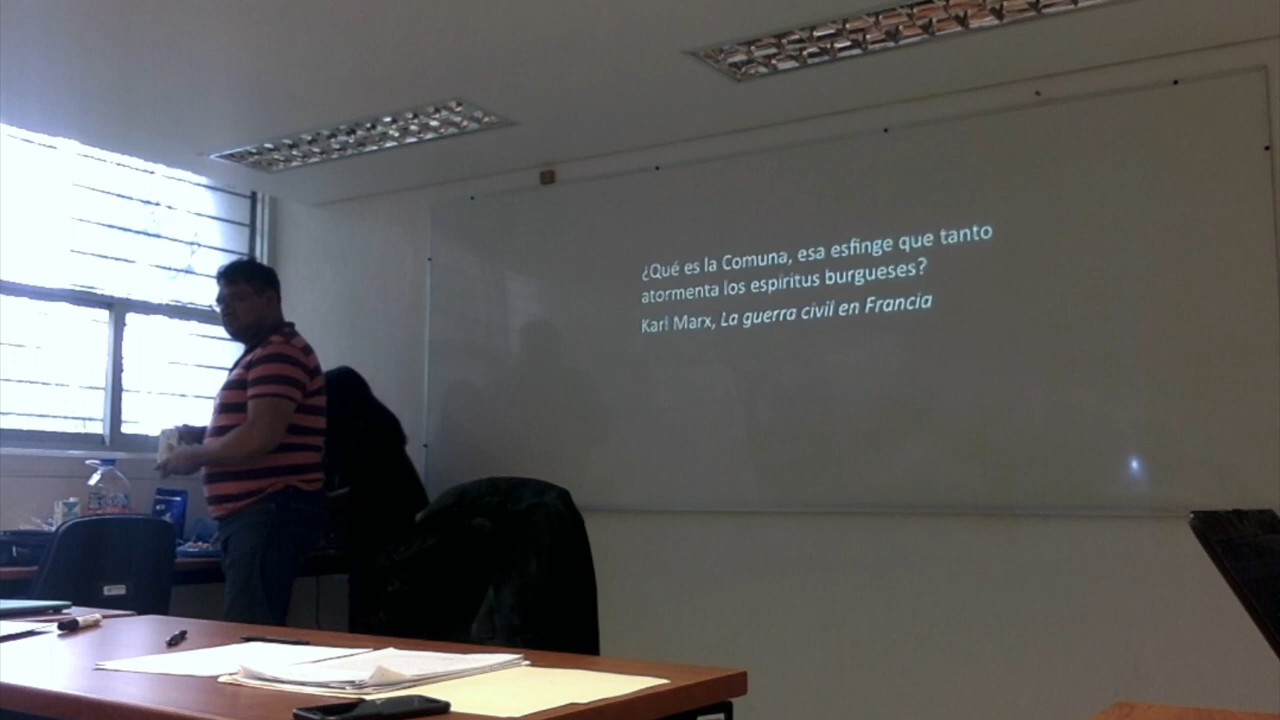 ¿Qué es la Comuna, esa esfinge que tanto
atormenta los espíritus burgueses?
Karl Marx, La guerra civil en Francia